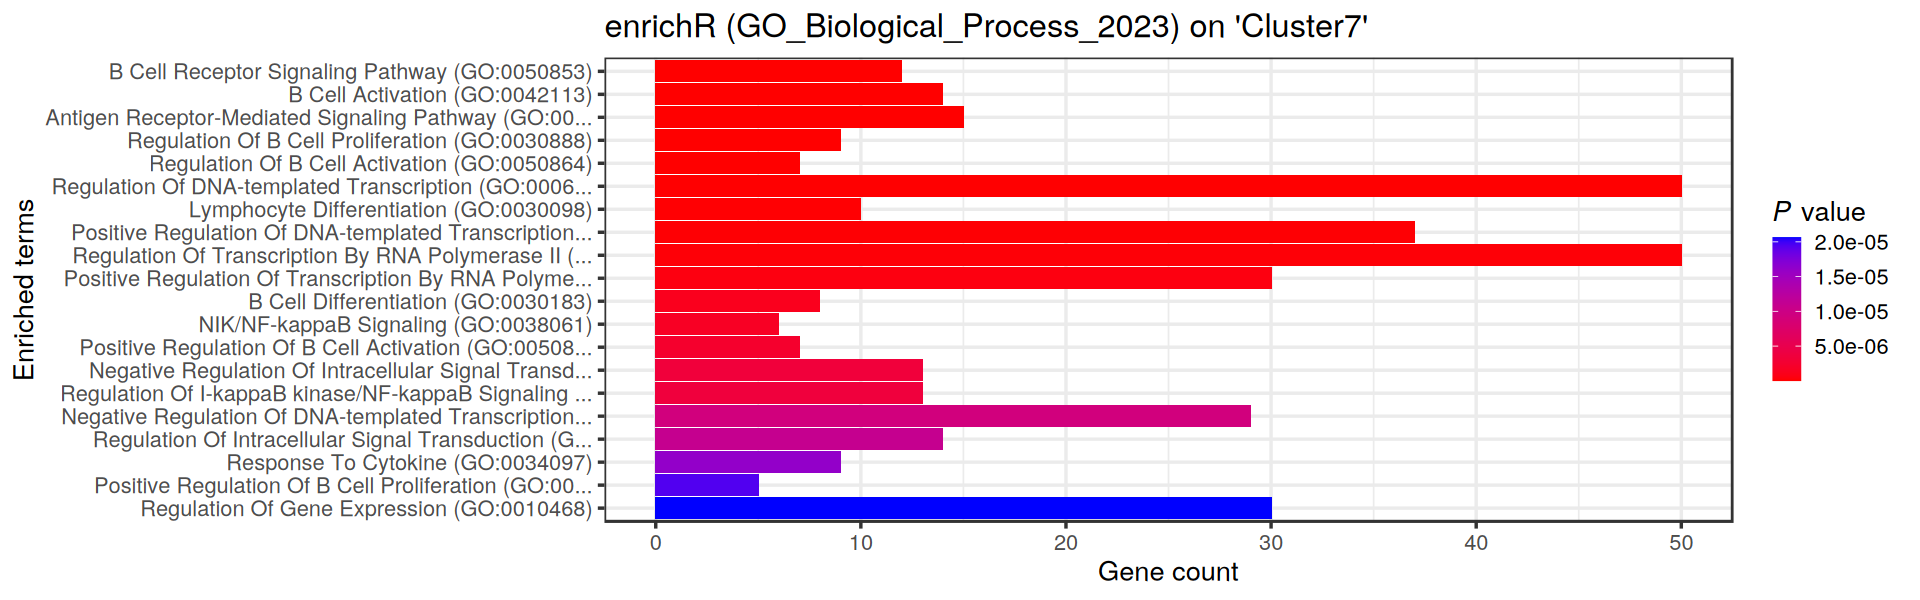 enrichR (GO_Biological_Process_2023) on 'Cluster7'
Enriched terms
B Cell Receptor Signaling Pathway (GO:0050853)
B Cell Activation (GO:0042113)
Antigen Receptor-Mediated Signaling Pathway (GO:00...
Regulation Of B Cell Proliferation (GO:0030888)
Regulation Of B Cell Activation (GO:0050864)
Regulation Of DNA-templated Transcription (GO:0006...
Lymphocyte Differentiation (GO:0030098)
Positive Regulation Of DNA-templated Transcription...
Regulation Of Transcription By RNA Polymerase II (...
Positive Regulation Of Transcription By RNA Polyme...
B Cell Differentiation (GO:0030183)
NIK/NF-kappaB Signaling (GO:0038061)
Positive Regulation Of B Cell Activation (GO:00508...
Negative Regulation Of Intracellular Signal Transd...
Regulation Of I-kappaB kinase/NF-kappaB Signaling ...
Negative Regulation Of DNA-templated Transcription...
Regulation Of Intracellular Signal Transduction (G...
Response To Cytokine (GO:0034097)
Positive Regulation Of B Cell Proliferation (GO:00...
Regulation Of Gene Expression (GO:0010468)
0 10 20 30 40 50
Gene count
P value
2.0e-05
1.5e-05
1.0e-05
5.0e-06